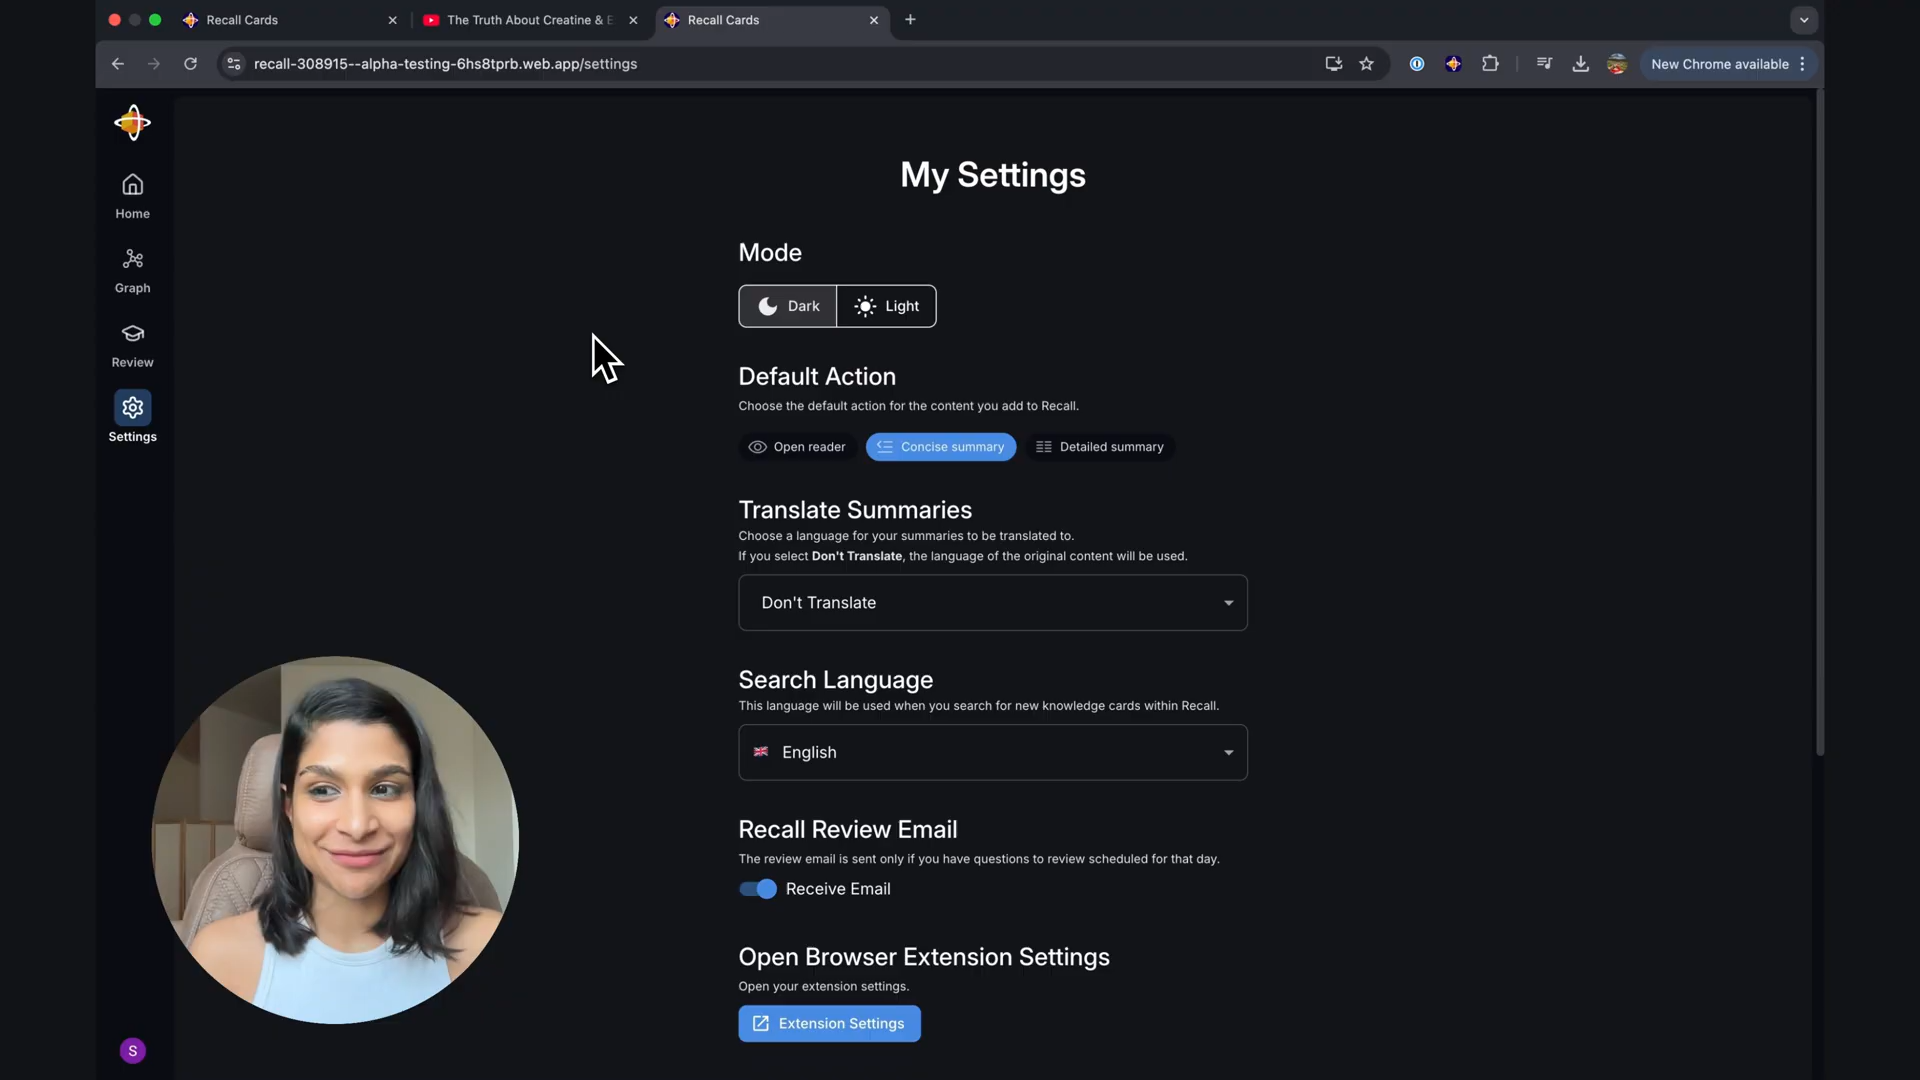 Recall Cards
The Truth About Creatine & E
Recall Cards
recall-308915--alpha-testing-6hs8tprb.web.app/settings
New Chrome available
Home
Graph
Review
Settings
S
My Settings
Mode
Dark
Light
Default Action
Choose the default action for the content you add to Recall.
Open reader
Concise summary
Detailed summary
Translate Summaries
Choose a language for your summaries to be translated to.
If you select Don't Translate, the language of the original content will be used.
Don't Translate
Search Language
This language will be used when you search for new knowledge cards within Recall.
English
Recall Review Email
The review email is sent only if you have questions to review scheduled for that day.
Receive Email
Open Browser Extension Settings
Open your extension settings.
Extension Settings